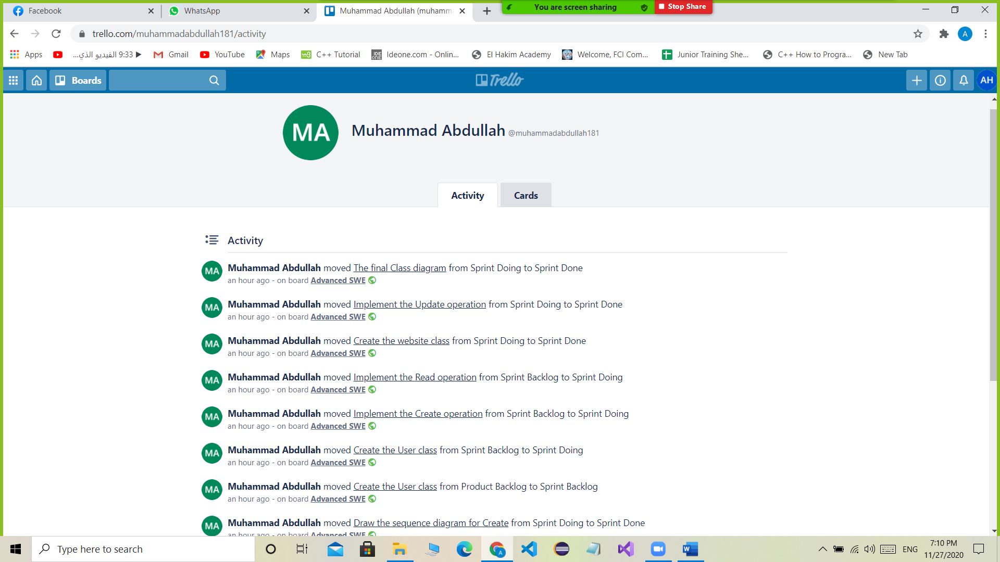 Facebook
WhatsApp
Muhammad Abdullah (muhamma
You are screen sharing
Stop Share
trello.com/muhammadabdullah181/activity
Apps
▶ 9:33 الفيديو الذي...
Gmail
YouTube
Maps
C++ Tutorial
Ideone.com - Onlin...
El Hakim Academy
Welcome, FCI Com...
Junior Training She...
C++ How to Progra...
New Tab
A
Boards
Trello
AH
MA
Muhammad Abdullah @muhammadabdullah181
Activity
Cards
Activity
MA
Muhammad Abdullah moved The final Class diagram from Sprint Doing to Sprint Done
an hour ago - on board Advanced SWE
MA
Muhammad Abdullah moved Implement the Update operation from Sprint Doing to Sprint Done
an hour ago - on board Advanced SWE
MA
Muhammad Abdullah moved Create the website class from Sprint Doing to Sprint Done
an hour ago - on board Advanced SWE
MA
Muhammad Abdullah moved Implement the Read operation from Sprint Backlog to Sprint Doing
an hour ago - on board Advanced SWE
MA
Muhammad Abdullah moved Implement the Create operation from Sprint Backlog to Sprint Doing
an hour ago - on board Advanced SWE
MA
Muhammad Abdullah moved Create the User class from Sprint Backlog to Sprint Doing
an hour ago - on board Advanced SWE
MA
Muhammad Abdullah moved Create the User class from Product Backlog to Sprint Backlog
an hour ago - on board Advanced SWE
MA
Muhammad Abdullah moved Draw the sequence diagram for Create from Sprint Doing to Sprint Done
an hour ago - on board Advanced SWE
Type here to search
ENG
7:10 PM
11/27/2020